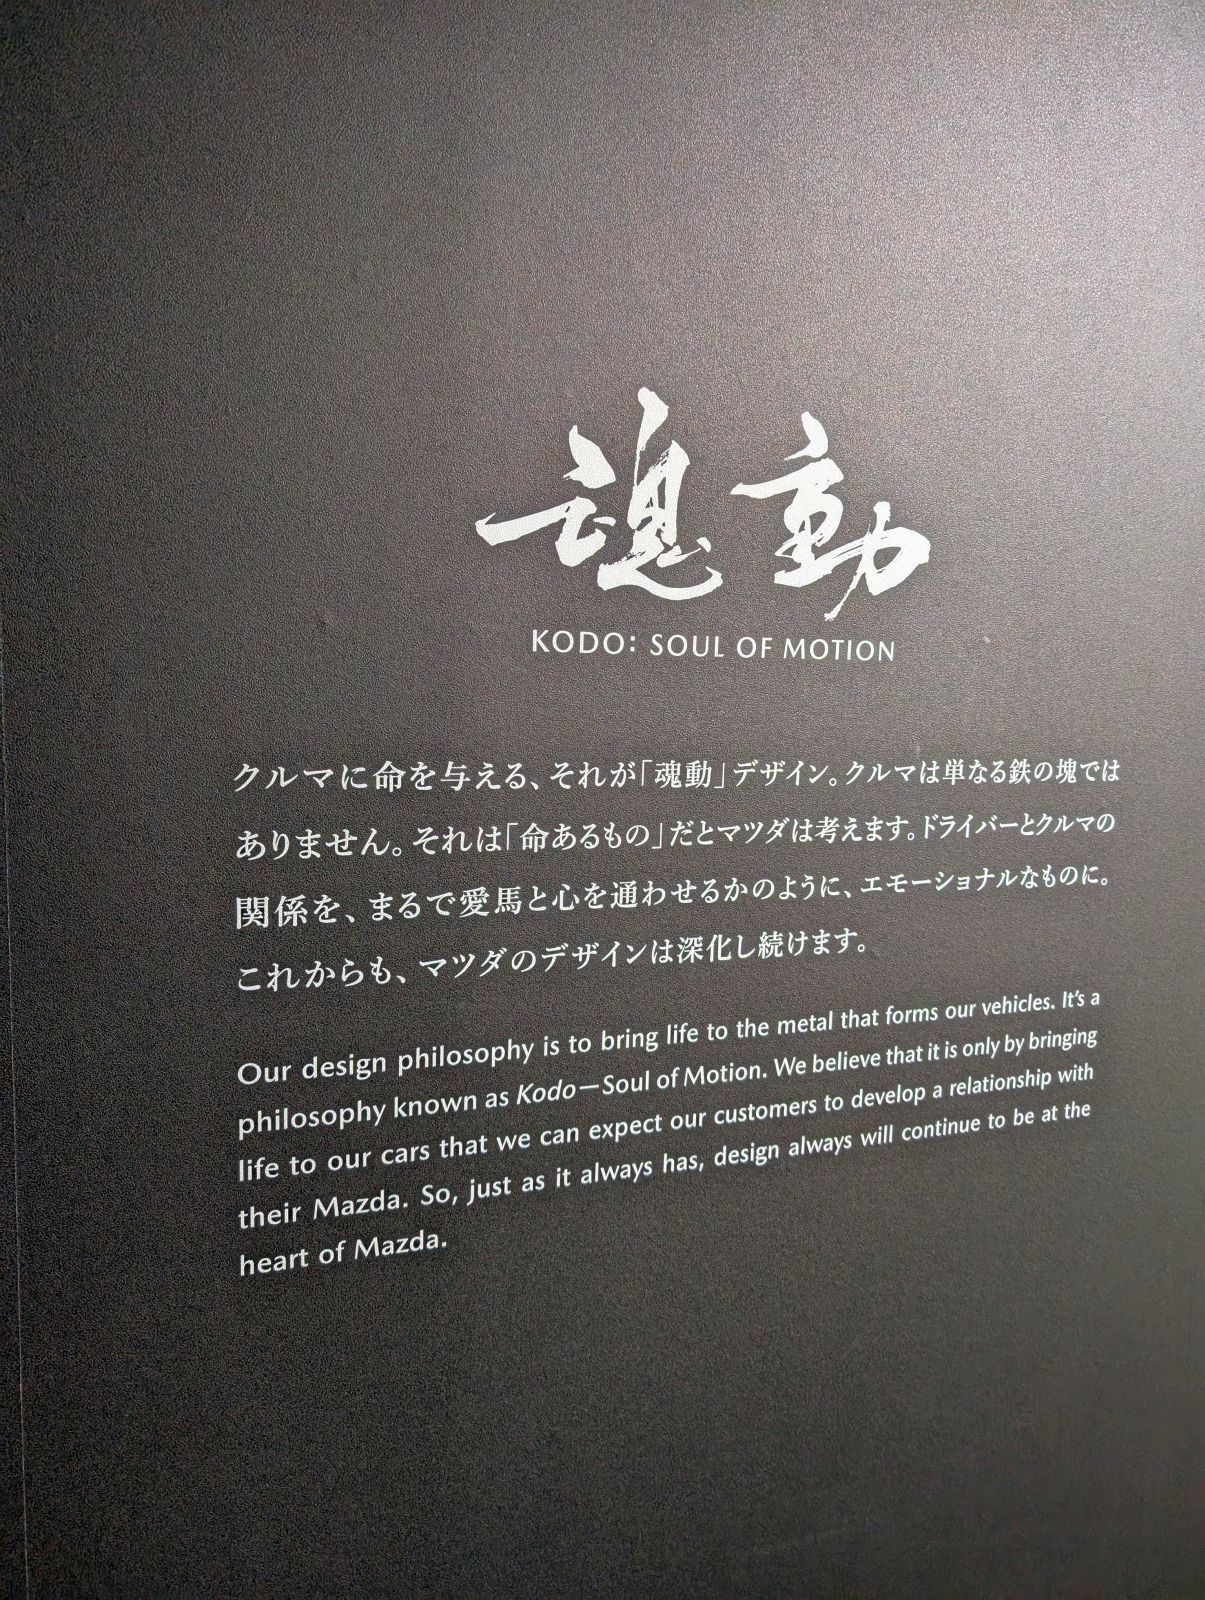 魂動
KODO: SOUL OF MOTION
クルマに命を与える、それが「魂動」デザイン。クルマは単なる鉄の塊では
ありません。それは「命あるもの」だとマツダは考えます。ドライバーとクルマの
関係を、まるで愛馬と心を通わせるかのように、エモーショナルなものに。
これからも、マツダのデザインは深化し続けます。
Our design philosophy is to bring life to the metal that forms our vehicles. It's a
philosophy known as Kodo—Soul of Motion. We believe that it is only by bringing
life to our cars that we can expect our customers to develop a relationship with
their Mazda. So, just as it always has, design always will continue to be at the
heart of Mazda.